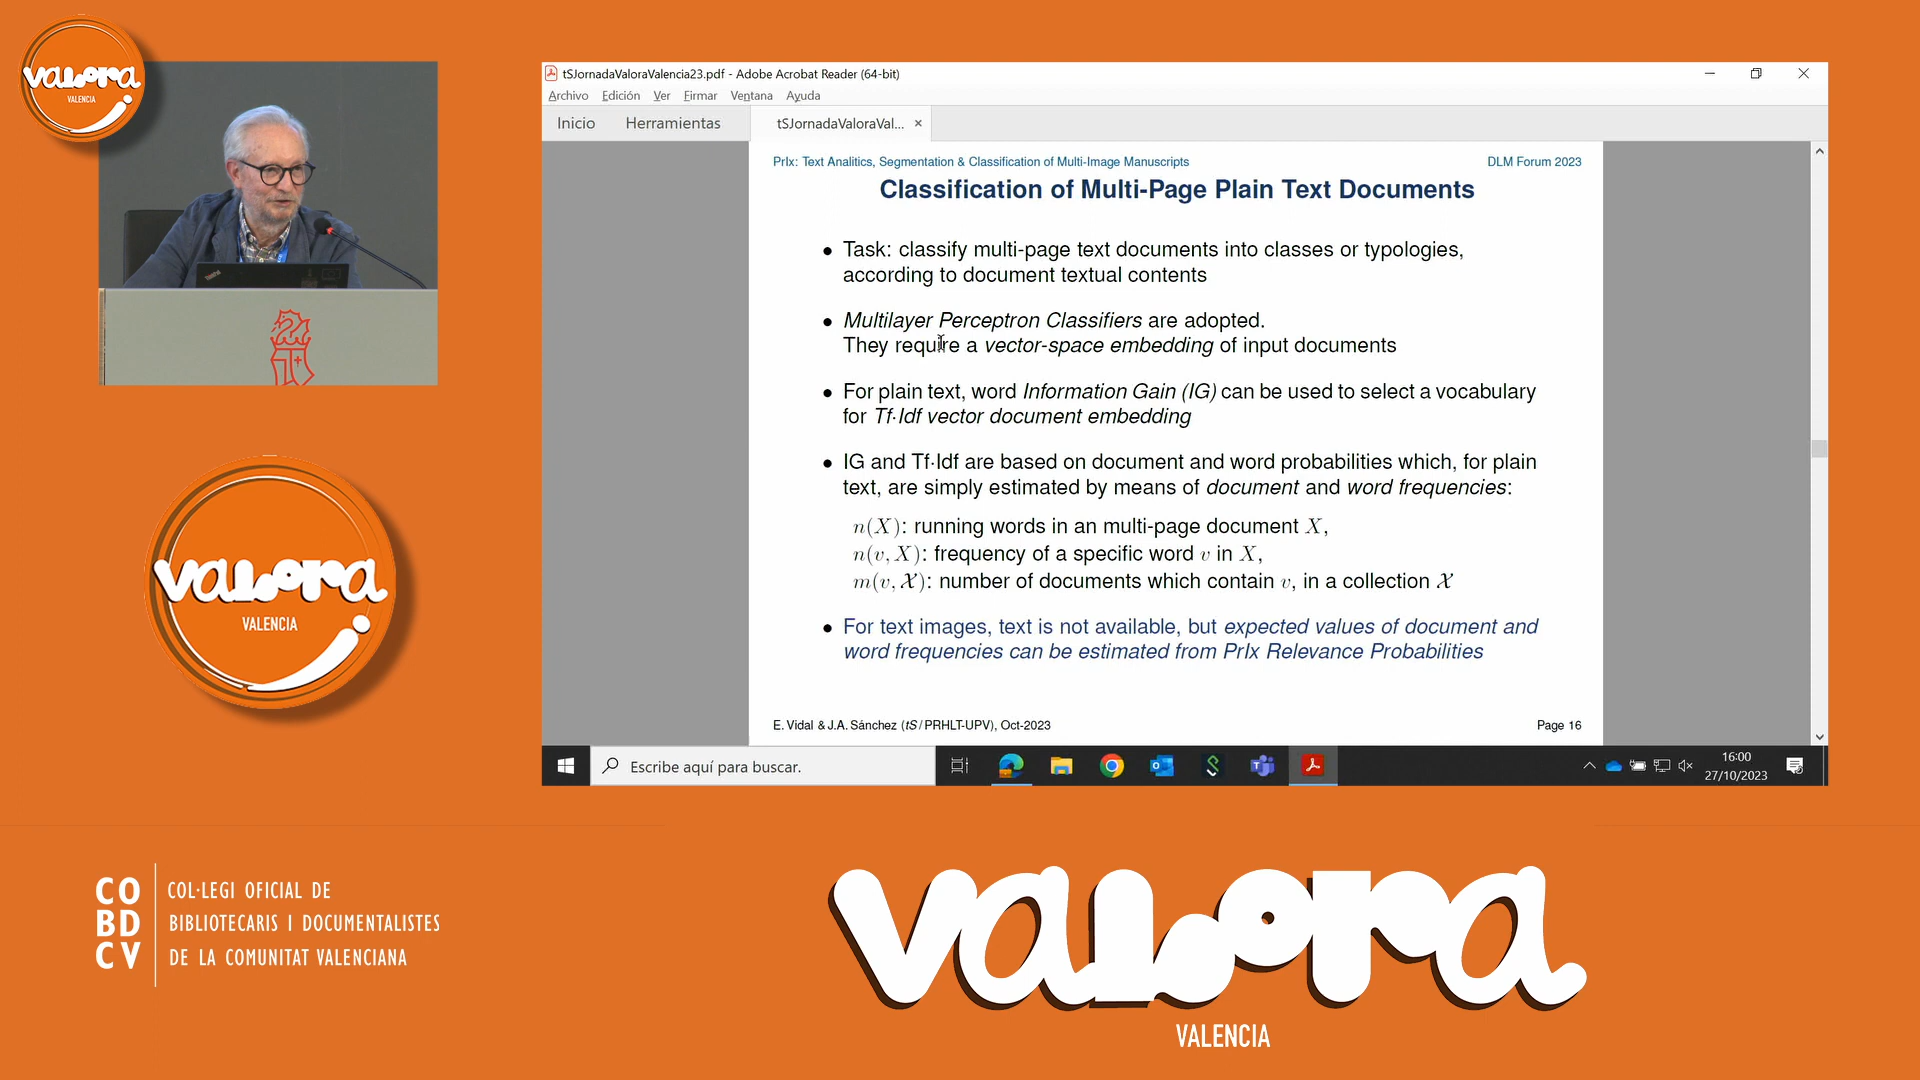 valora
VALENCIA
tSJornadaValoraValencia23.pdf - Adobe Acrobat Reader (64-bit)
Archivo Edición Ver Firmar Ventana Ayuda
Inicio Herramientas tSJornadaValoraVal... ×
PrIx: Text Analitics, Segmentation & Classification of Multi-Image Manuscripts DLM Forum 2023
Classification of Multi-Page Plain Text Documents
• Task: classify multi-page text documents into classes or typologies,
according to document textual contents
• Multilayer Perceptron Classifiers are adopted.
They require a vector-space embedding of input documents
• For plain text, word Information Gain (IG) can be used to select a vocabulary
for Tf·Idf vector document embedding
• IG and Tf·Idf are based on document and word probabilities which, for plain
text, are simply estimated by means of document and word frequencies:
n(X): running words in an multi-page document X,
n(v, X): frequency of a specific word v in X,
m(v, 𝒳): number of documents which contain v, in a collection 𝒳
• For text images, text is not available, but expected values of document and
word frequencies can be estimated from PrIx Relevance Probabilities
E. Vidal & J.A. Sánchez (tS / PRHLT-UPV), Oct-2023 Page 16
Escribe aquí para buscar.
16:00
27/10/2023
valora
VALENCIA
CO
BD
CV
COL·LEGI OFICIAL DE
BIBLIOTECARIS I DOCUMENTALISTES
DE LA COMUNITAT VALENCIANA
valora
VALENCIA